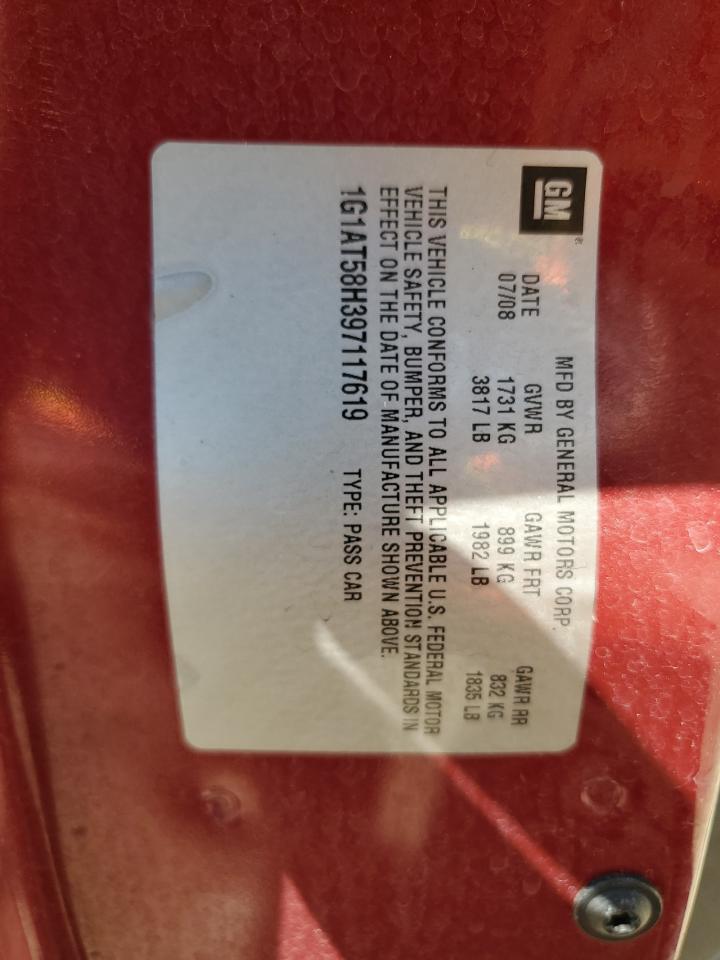 GM®
MFD BY GENERAL MOTORS CORP.
DATE GVWR GAWR FRT GAWR RR
07/08 1731 KG 899 KG 832 KG
3817 LB 1982 LB 1835 LB
THIS VEHICLE CONFORMS TO ALL APPLICABLE U.S. FEDERAL MOTOR
VEHICLE SAFETY, BUMPER, AND THEFT PREVENTION STANDARDS IN
EFFECT ON THE DATE OF MANUFACTURE SHOWN ABOVE.
1G1AT58H397117619 TYPE: PASS CAR